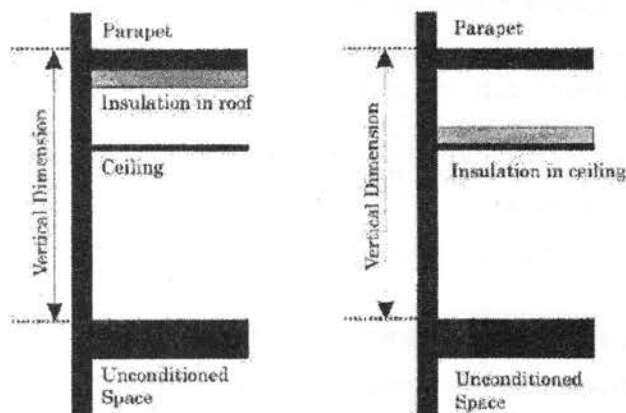 Parapet
Insulation in roof
Ceiling
Vertical Dimension
Unconditioned
Space
Parapet
Insulation in ceiling
Vertical Dimension
Unconditioned
Space